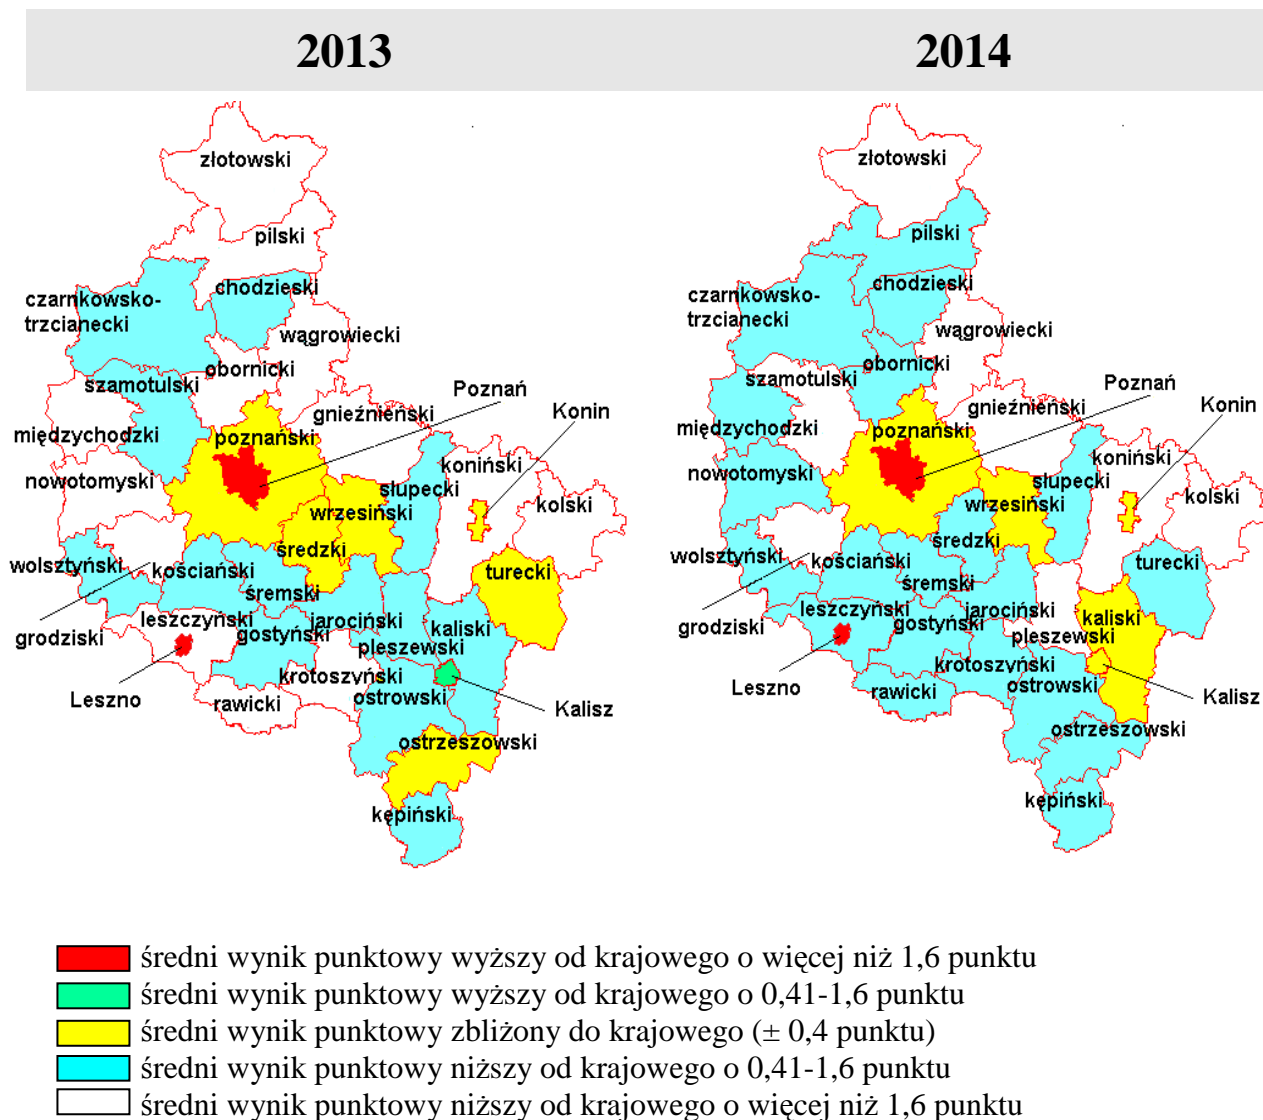 2013
2014
złotowski
pilski
chodzieski
czarnkowsko-
trzcianecki
wągrowiecki
obornicki
szamotulski
Poznań
gnieźnieński
Konin
międzychodzki
poznański
koniński
nowotomyski
słupecki
kolski
wrzesiński
średzki
wolsztyński
kościański
turecki
śremski
leszczyński
jarociński
gostyński
kaliski
grodziski
pleszewski
krotoszyński
Leszno
ostrowski
rawicki
Kalisz
ostrzeszowski
kępiński
złotowski
pilski
chodzieski
czarnkowsko-
trzcianecki
wągrowiecki
obornicki
szamotulski
Poznań
gnieźnieński
Konin
międzychodzki
poznański
koniński
nowotomyski
słupecki
kolski
wrzesiński
średzki
wolsztyński
kościański
turecki
śremski
leszczyński
jarociński
gostyński
kaliski
grodziski
pleszewski
krotoszyński
Leszno
ostrowski
rawicki
Kalisz
ostrzeszowski
kępiński
średni wynik punktowy wyższy od krajowego o więcej niż 1,6 punktu
średni wynik punktowy wyższy od krajowego o 0,41-1,6 punktu
średni wynik punktowy zbliżony do krajowego (± 0,4 punktu)
średni wynik punktowy niższy od krajowego o 0,41-1,6 punktu
średni wynik punktowy niższy od krajowego o więcej niż 1,6 punktu